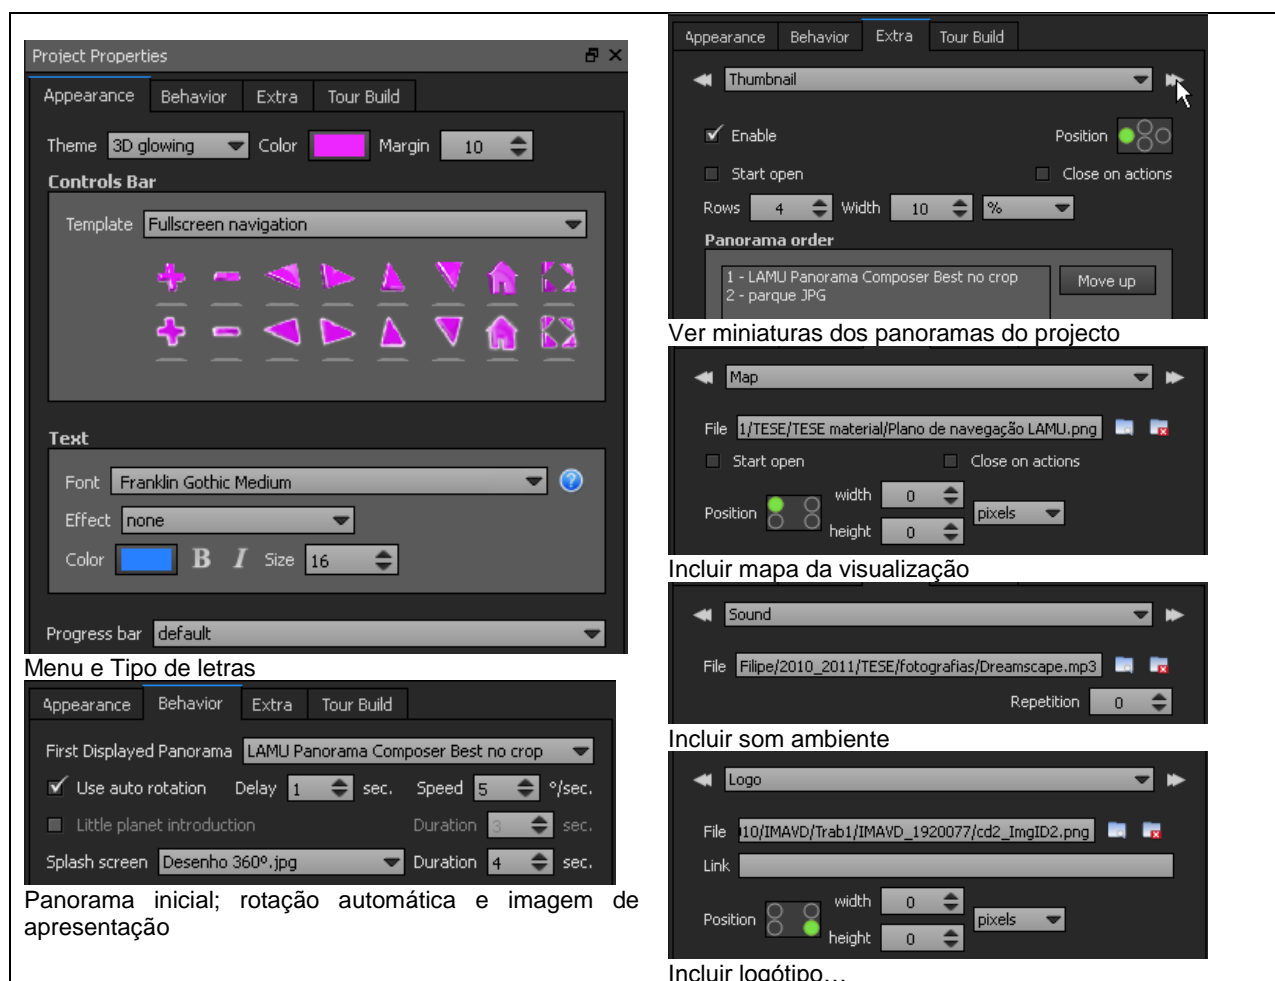 Project Properties
Appearance Behavior Extra Tour Build
Theme 3D glowing Color Margin 10
Controls Bar
Template Fullscreen navigation
Text
Font Franklin Gothic Medium
Effect none
Color B I Size 16
Progress bar default
Menu e Tipo de letras
Appearance Behavior Extra Tour Build
First Displayed Panorama LAMU Panorama Composer Best no crop
Use auto rotation Delay 1 sec. Speed 5 °/sec.
Little planet introduction Duration 3 sec.
Splash screen Desenho 360º.jpg Duration 4 sec.
Panorama inicial; rotação automática e imagem de
apresentação
Appearance Behavior Extra Tour Build
Thumbnail
Enable Position
Start open Close on actions
Rows 4 Width 10 %
Panorama order
1 - LAMU Panorama Composer Best no crop Move up
2 - parque JPG
Ver miniaturas dos panoramas do projecto
Map
File 1/TESE/TESE material/Plano de navegação LAMU.png
Start open Close on actions
Position width 0 pixels
height 0
Incluir mapa da visualização
Sound
File Filipe/2010_2011/TESE/fotografias/Dreamscape.mp3
Repetition 0
Incluir som ambiente
Logo
File 010/IMAVD/Trab1/IMAVD_1920077/cd2_ImgID2.png
Link
Position width 0 pixels
height 0
Incluir logótipo…